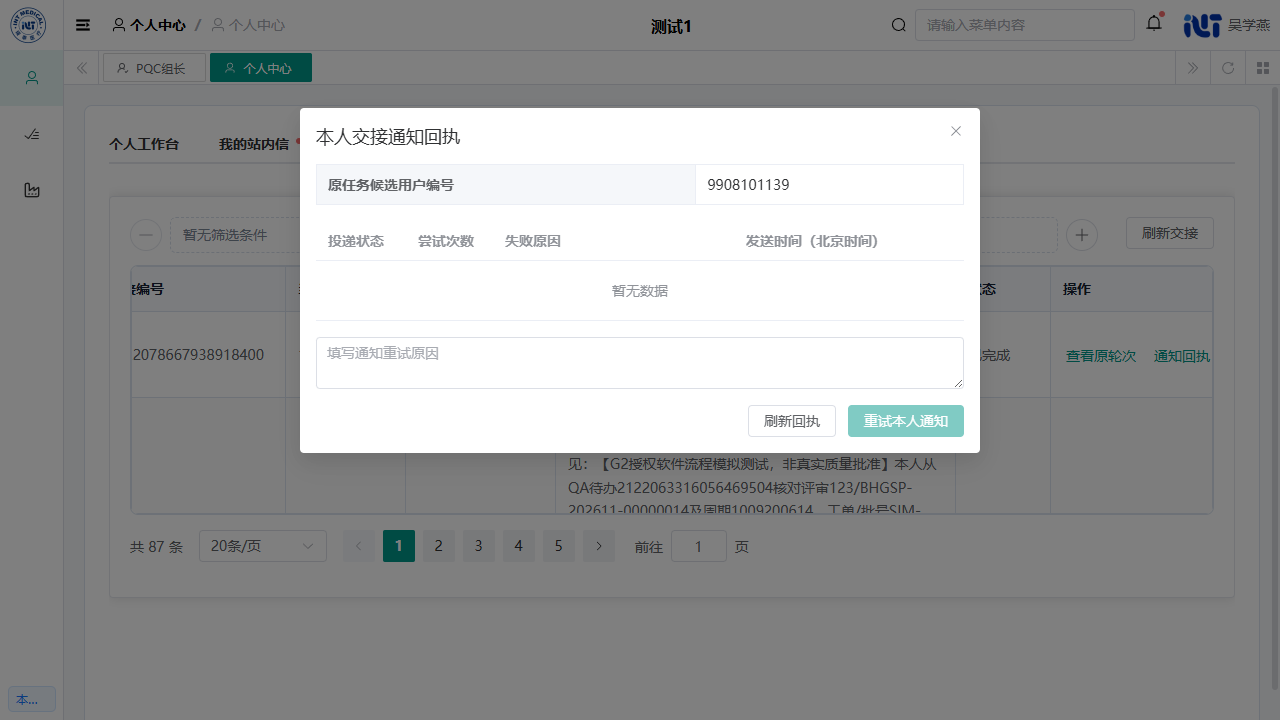 个人中心 / 个人中心
测试1
请输入菜单内容
吴学燕
PQC组长
个人中心
个人工作台
我的站内信
本人交接通知回执
原任务候选用户编号
9908101139
暂无筛选条件
刷新交接
投递状态
尝试次数
失败原因
发送时间（北京时间）
编号
操作
暂无数据
2078667938918400
完成
查看原轮次
通知回执
填写通知重试原因
刷新回执
重试本人通知
见：【G2授权软件流程模拟测试，非真实质量批准】本人从
QA待办2122063316056469504核对评审123/BHGSP-
202611-00000014及周期1009200614，工单/批号SIM-
共 87 条
20条/页
1
2
3
4
5
前往
1
页
本...